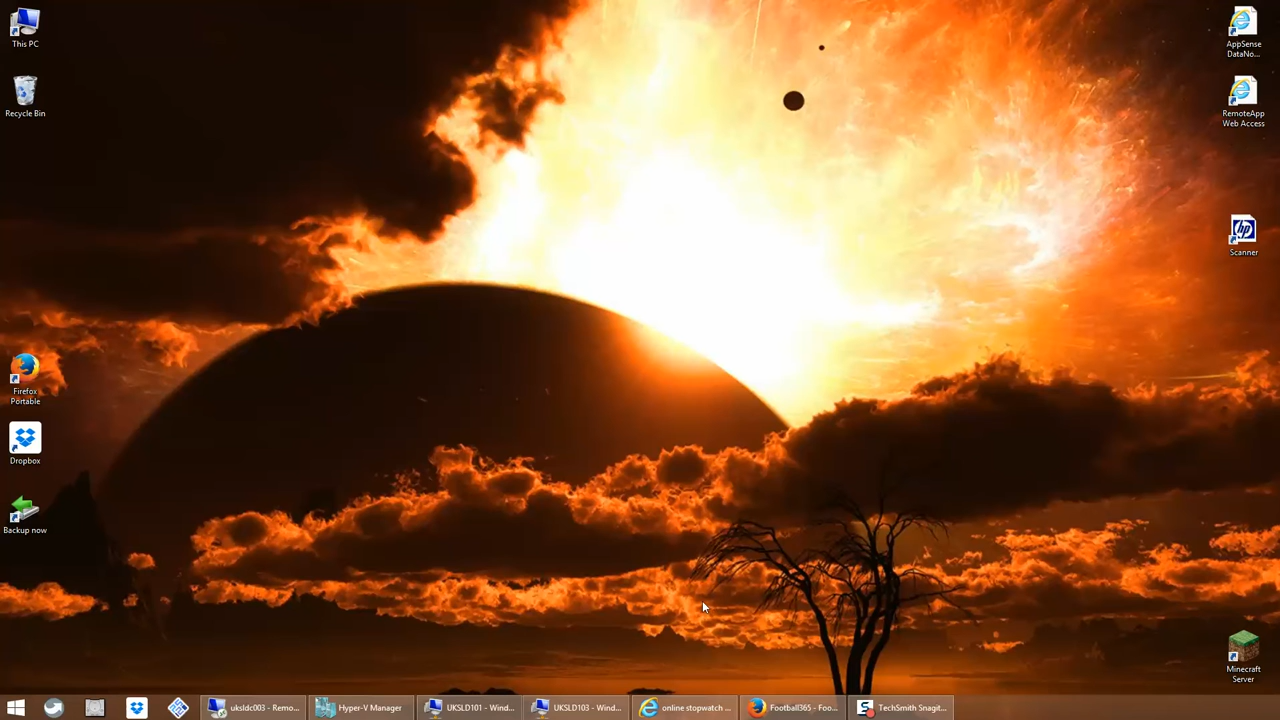 This PC
Recycle Bin
Firefox
Portable
Dropbox
Backup now
AppSense
DataNo...
RemoteApp
Web Access
hp
Scanner
Minecraft
Server
uksldc003 - Remo...
Hyper-V Manager
UKSLD101 - Wind...
UKSLD103 - Wind...
online stopwatch ...
Football365 - Foo...
TechSmith Snagit...